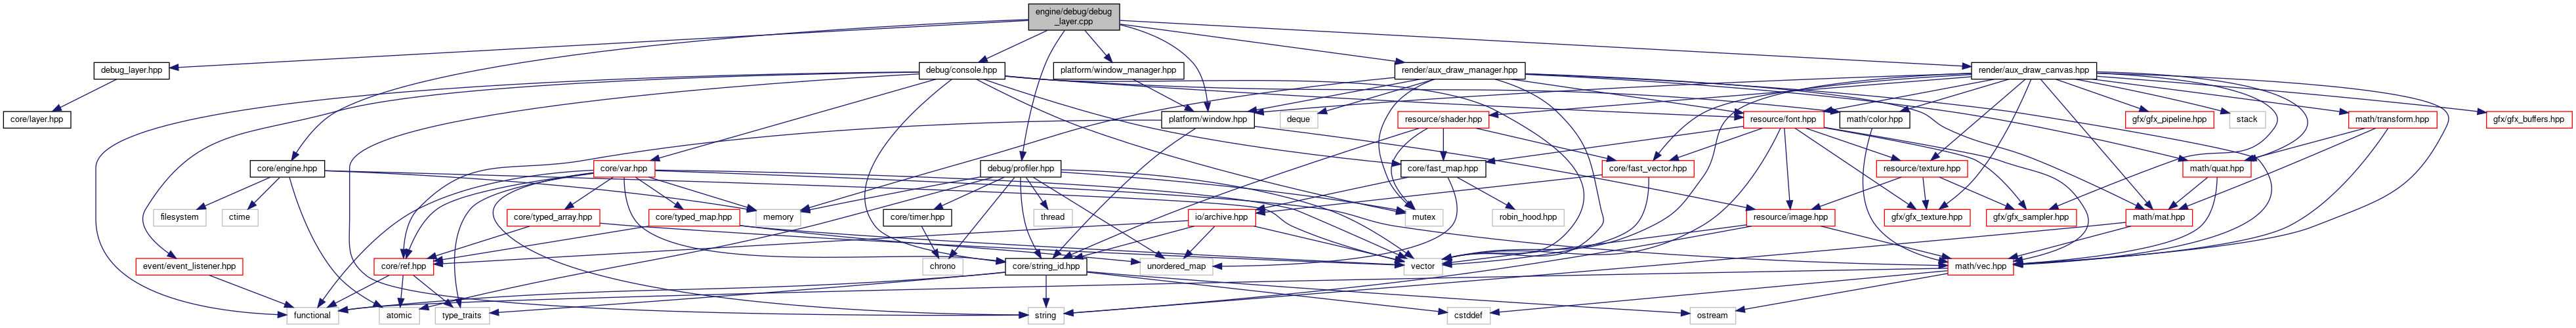 engine/debug/debug
_layer.cpp
debug_layer.hpp
debug/console.hpp
platform/window_manager.hpp
render/aux_draw_manager.hpp
render/aux_draw_canvas.hpp
core/layer.hpp
platform/window.hpp
deque
resource/shader.hpp
resource/font.hpp
math/color.hpp
gfx/gfx_pipeline.hpp
stack
math/transform.hpp
gfx/gfx_buffers.hpp
core/engine.hpp
core/var.hpp
debug/profiler.hpp
core/fast_map.hpp
core/fast_vector.hpp
resource/texture.hpp
math/quat.hpp
filesystem
ctime
core/typed_array.hpp
core/typed_map.hpp
memory
core/timer.hpp
thread
io/archive.hpp
mutex
robin_hood.hpp
resource/image.hpp
gfx/gfx_texture.hpp
gfx/gfx_sampler.hpp
math/mat.hpp
event/event_listener.hpp
core/ref.hpp
chrono
core/string_id.hpp
unordered_map
vector
math/vec.hpp
functional
atomic
type_traits
string
cstddef
ostream